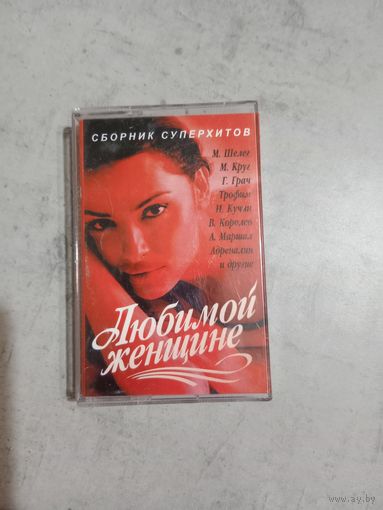 СБОРНИК СУПЕРХИТОВ
М. Шелег
М. Круг
Г. Грач
Трофим
И. Кучин
В. Королев
А. Маршал
Адреналин
и другие
Любимой
женщине
www.ay.by